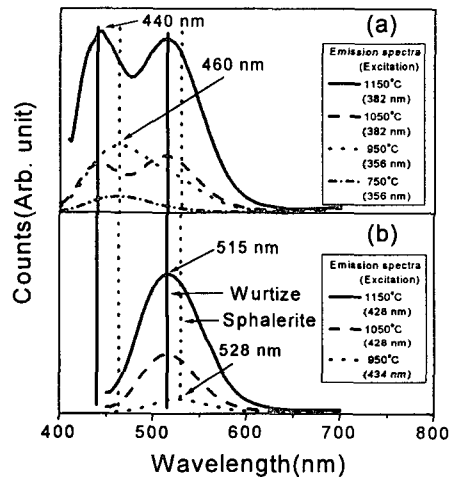 440 nm
(a)
460 nm
Emission spectra
(Excitation)
1150°C
(382 nm)
1050°C
(382 nm)
950°C
(356 nm)
750°C
(356 nm)
Counts(Arb. unit)
(b)
515 nm
Wurtize
Sphalerite
528 nm
Emission spectra
(Excitation)
1150°C
(428 nm)
1050°C
(428 nm)
950°C
(434 nm)
400 500 600 700 800
Wavelength(nm)